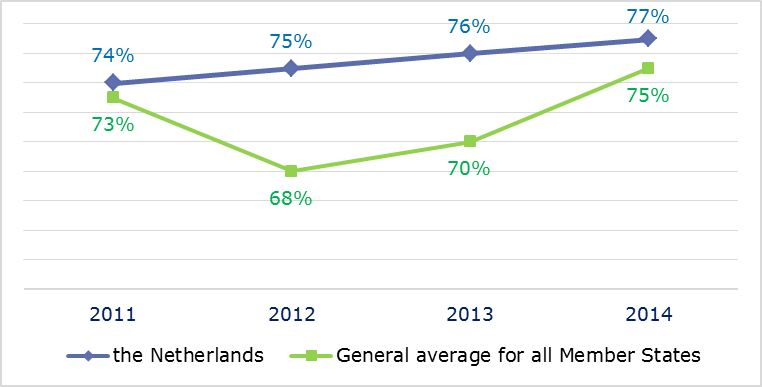 74% 75% 76% 77%
73% 68% 70% 75%
2011 2012 2013 2014
the Netherlands General average for all Member States